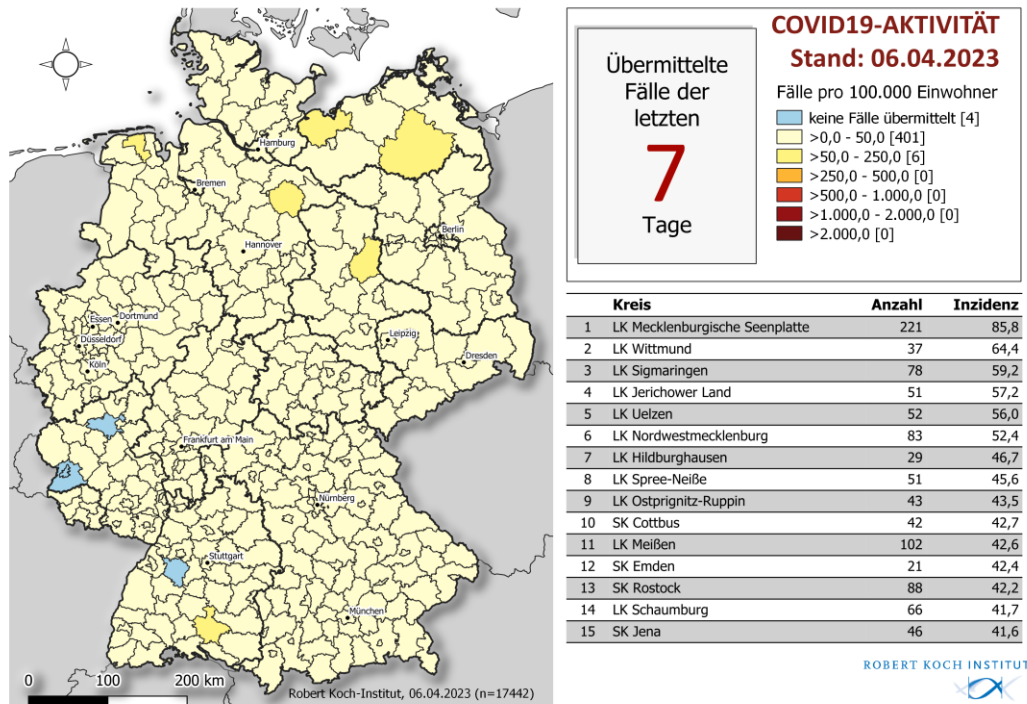 Hamburg
Bremen
Berlin
Hannover
Essen
Dortmund
Düsseldorf
Leipzig
Köln
Dresden
Frankfurt am Main
Nürnberg
Stuttgart
München
0 100 200 km
Robert Koch-Institut, 06.04.2023 (n=17442)
Übermittelte
Fälle der
letzten
7
Tage
COVID19-AKTIVITÄT
Stand: 06.04.2023
Fälle pro 100.000 Einwohner
keine Fälle übermittelt [4]
>0,0 - 50,0 [401]
>50,0 - 250,0 [6]
>250,0 - 500,0 [0]
>500,0 - 1.000,0 [0]
>1.000,0 - 2.000,0 [0]
>2.000,0 [0]
Kreis Anzahl Inzidenz
1 LK Mecklenburgische Seenplatte 221 85,8
2 LK Wittmund 37 64,4
3 LK Sigmaringen 78 59,2
4 LK Jerichower Land 51 57,2
5 LK Uelzen 52 56,0
6 LK Nordwestmecklenburg 83 52,4
7 LK Hildburghausen 29 46,7
8 LK Spree-Neiße 51 45,6
9 LK Ostprignitz-Ruppin 43 43,5
10 SK Cottbus 42 42,7
11 LK Meißen 102 42,6
12 SK Emden 21 42,4
13 SK Rostock 88 42,2
14 LK Schaumburg 66 41,7
15 SK Jena 46 41,6
ROBERT KOCH INSTITUT